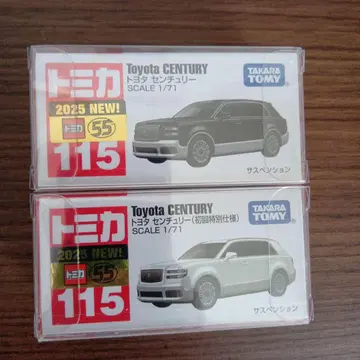 トミカ
2025 NEW!
トミカ 55
115
Toyota CENTURY
トヨタ センチュリー
SCALE 1/71
TAKARA TOMY
サスペンション
トミカ
2025 NEW!
トミカ 55
115
Toyota CENTURY
トヨタ センチュリー(初回特別仕様)
SCALE 1/71
TAKARA TOMY
サスペンション